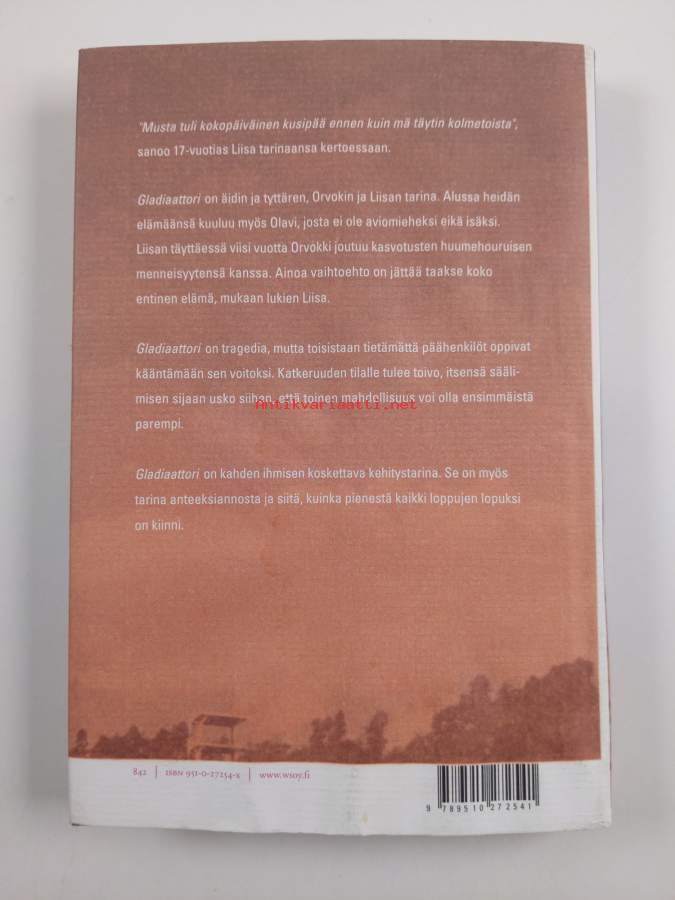 "Musta tuli kokopäiväinen kusipää ennen kuin mä täytin kolmetoista",
sanoo 17-vuotias Liisa tarinaansa kertoessaan.
Gladiaattori on äidin ja tyttären, Orvokin ja Liisan tarina. Alussa heidän
elämäänsä kuuluu myös Olavi, josta ei ole aviomieheksi eikä isäksi.
Liisan täyttäessä viisi vuotta Orvokki joutuu kasvotusten huumehouruisen
menneisyytensä kanssa. Ainoa vaihtoehto on jättää taakse koko
entinen elämä, mukaan lukien Liisa.
Gladiaattori on tragedia, mutta toisistaan tietämättä päähenkilöt oppivat
kääntämään sen voitoksi. Katkeruuden tilalle tulee toivo, itsensä sääli-
misen sijaan usko siihen, että toinen mahdollisuus voi olla ensimmäistä
Antikvariaatti.net
parempi.
Gladiaattori on kahden ihmisen koskettava kehitystarina. Se on myös
tarina anteeksiannosta ja siitä, kuinka pienestä kaikki loppujen lopuksi
on kiinni.
842 | ISBN 951-0-27254-x | www.wsoy.fi
9 789510 272541